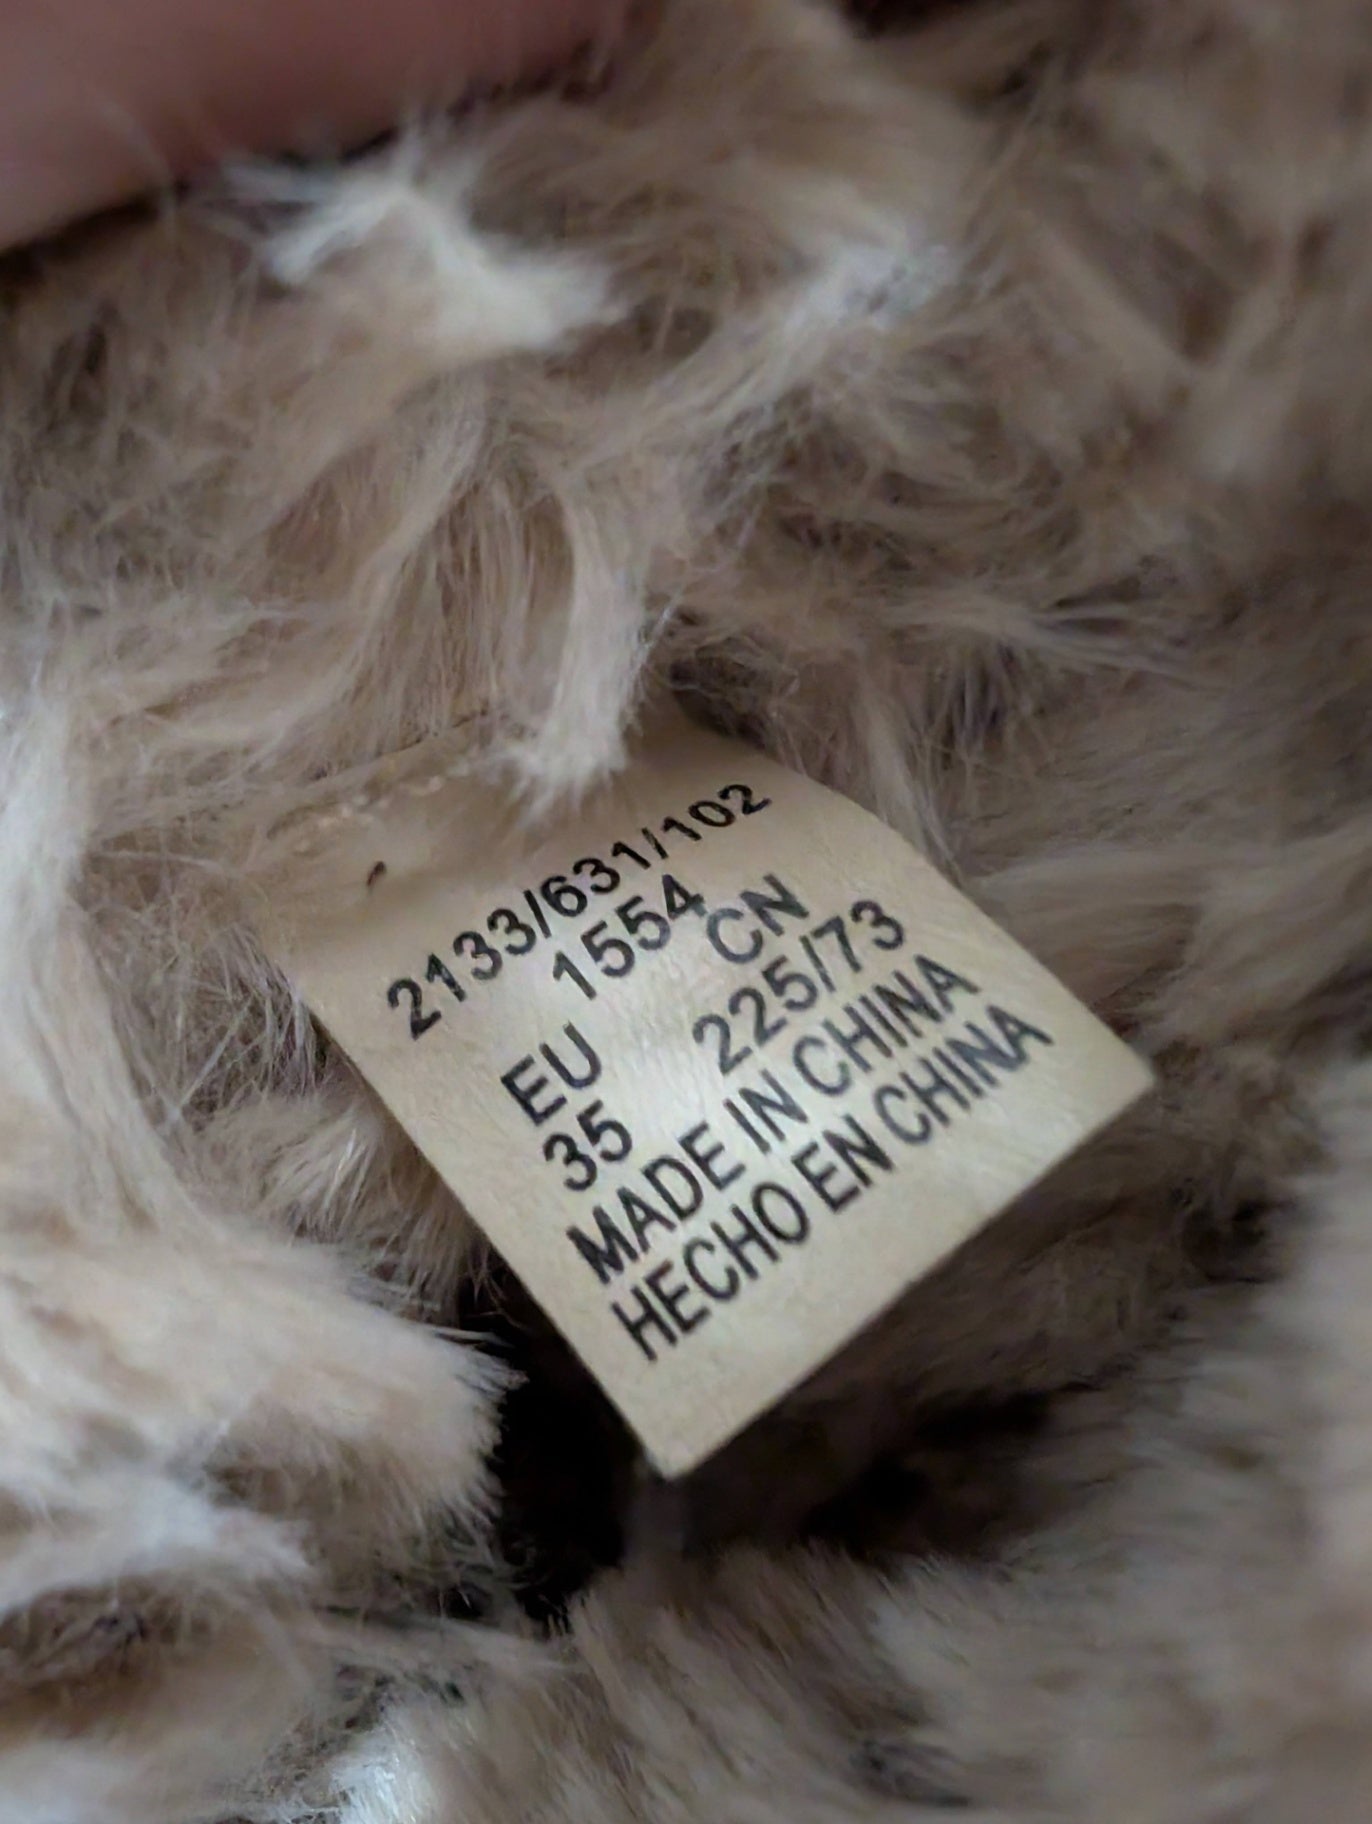 2133/631/102
1554
EU CN
35 225/73
MADE IN CHINA
HECHO EN CHINA